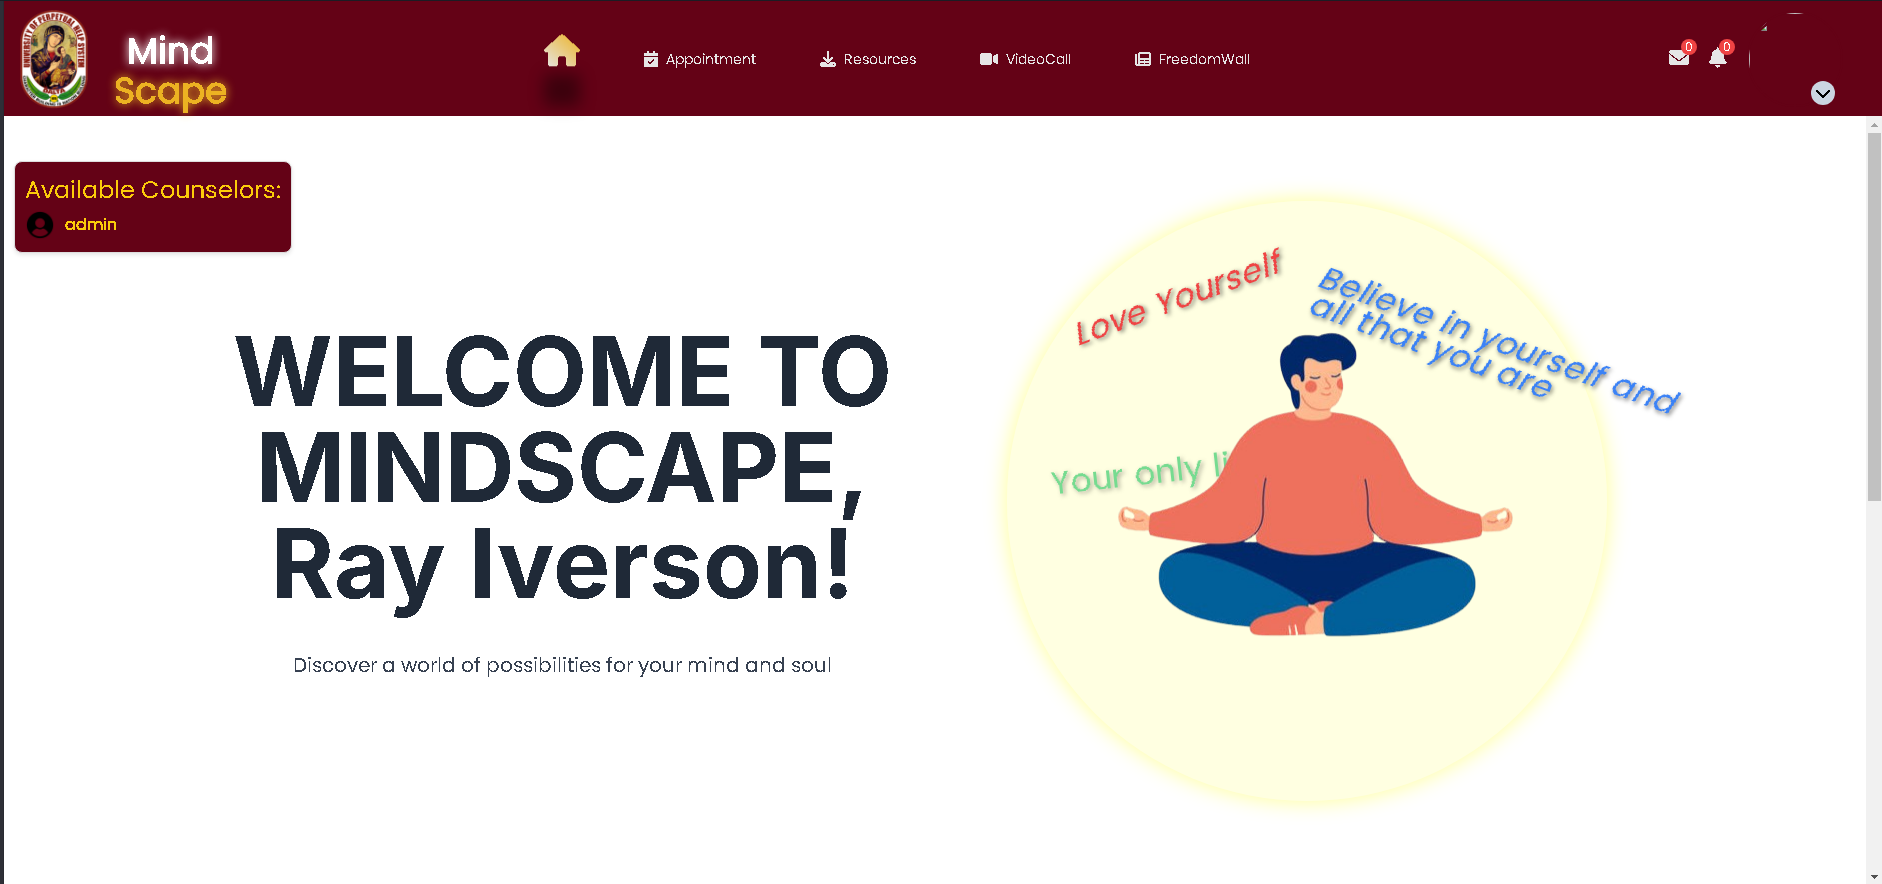 Mind
Scape
Appointment
Resources
VideoCall
FreedomWall
0
0
Available Counselors:
admin
WELCOME TO
MINDSCAPE,
Ray Iverson!
Discover a world of possibilities for your mind and soul
Love Yourself
Believe in yourself and
all that you are
Your only li